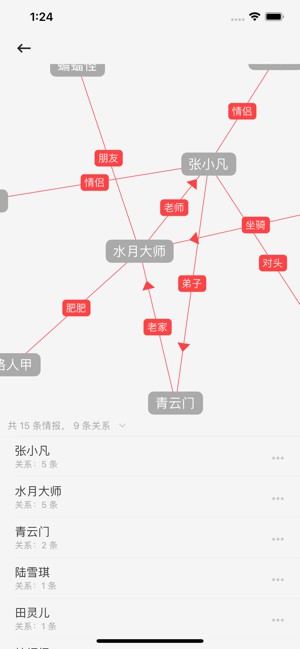 1:24
蝙蝠怪
情侣
朋友
张小凡
情侣
老师
坐骑
水月大师
对头
弟子
肥肥
老家
路人甲
青云门
共 15 条情报， 9 条关系
张小凡
关系：5 条
水月大师
关系：5 条
青云门
关系：2 条
陆雪琪
关系：1 条
田灵儿
关系：1 条